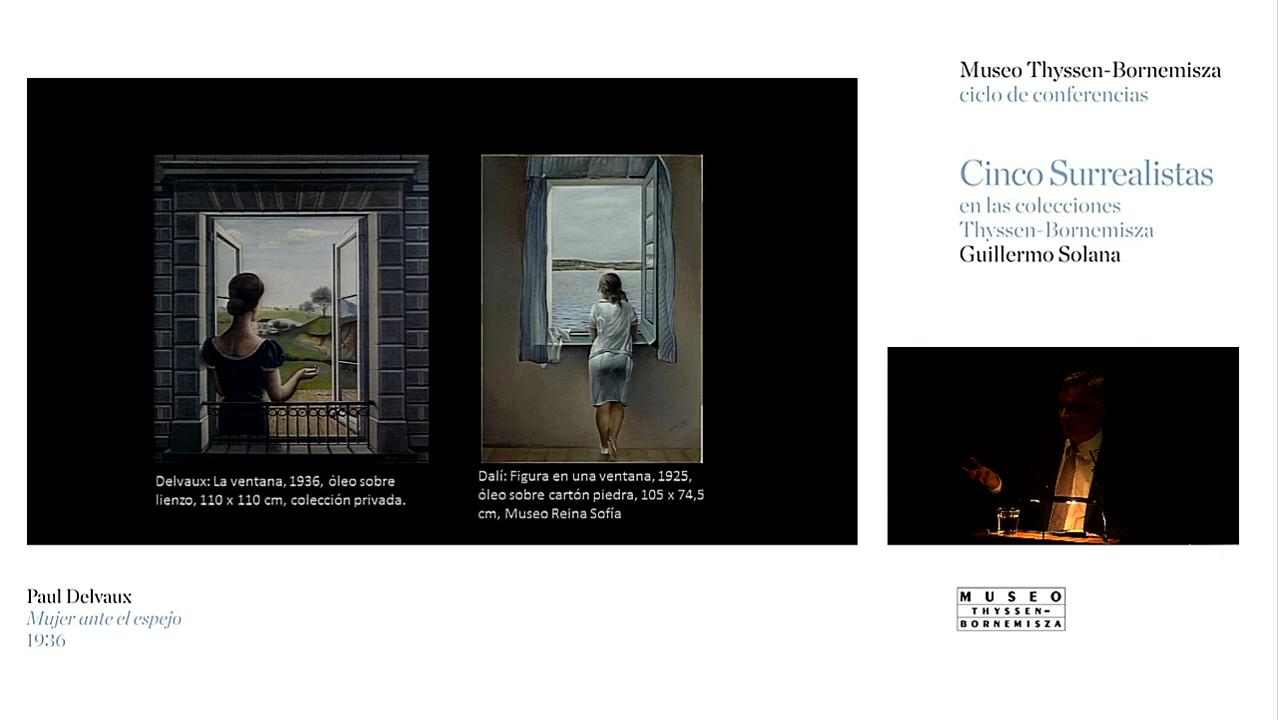 Museo Thyssen-Bornemisza
ciclo de conferencias
Cinco Surrealistas
en las colecciones
Thyssen-Bornemisza
Guillermo Solana
Delvaux: La ventana, 1936, óleo sobre
lienzo, 110 x 110 cm, colección privada.
Dalí: Figura en una ventana, 1925,
óleo sobre cartón piedra, 105 x 74,5
cm, Museo Reina Sofía
Paul Delvaux
Mujer ante el espejo
1936
MUSEO
THYSSEN-
BORNEMISZA